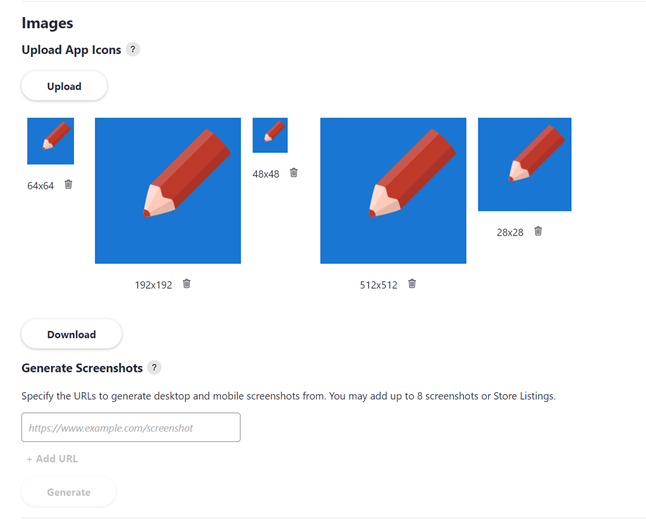 Images
Upload App Icons ?
Upload
64x64
192x192
48x48
512x512
28x28
Download
Generate Screenshots ?
Specify the URLs to generate desktop and mobile screenshots from. You may add up to 8 screenshots or Store Listings.
https://www.example.com/screenshot
+ Add URL
Generate